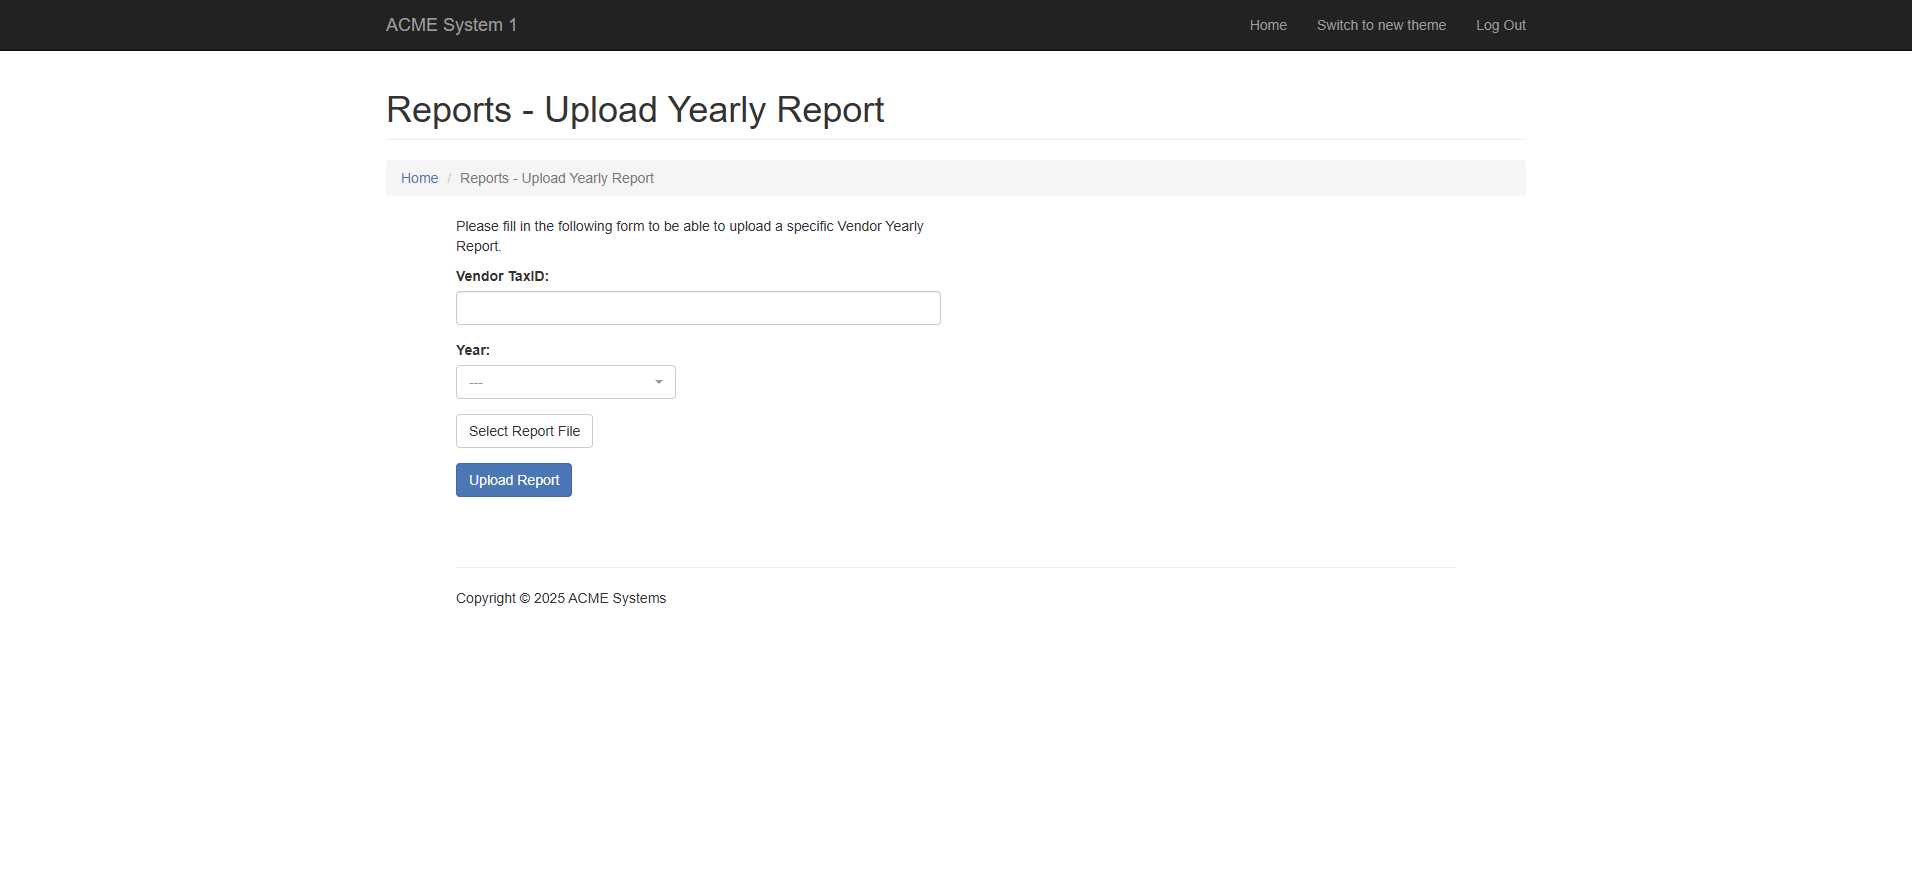 ACME System 1
Home
Switch to new theme
Log Out
Reports - Upload Yearly Report
Home / Reports - Upload Yearly Report
Please fill in the following form to be able to upload a specific Vendor Yearly
Report.
Vendor TaxID:
Year:
---
Select Report File
Upload Report
Copyright © 2025 ACME Systems